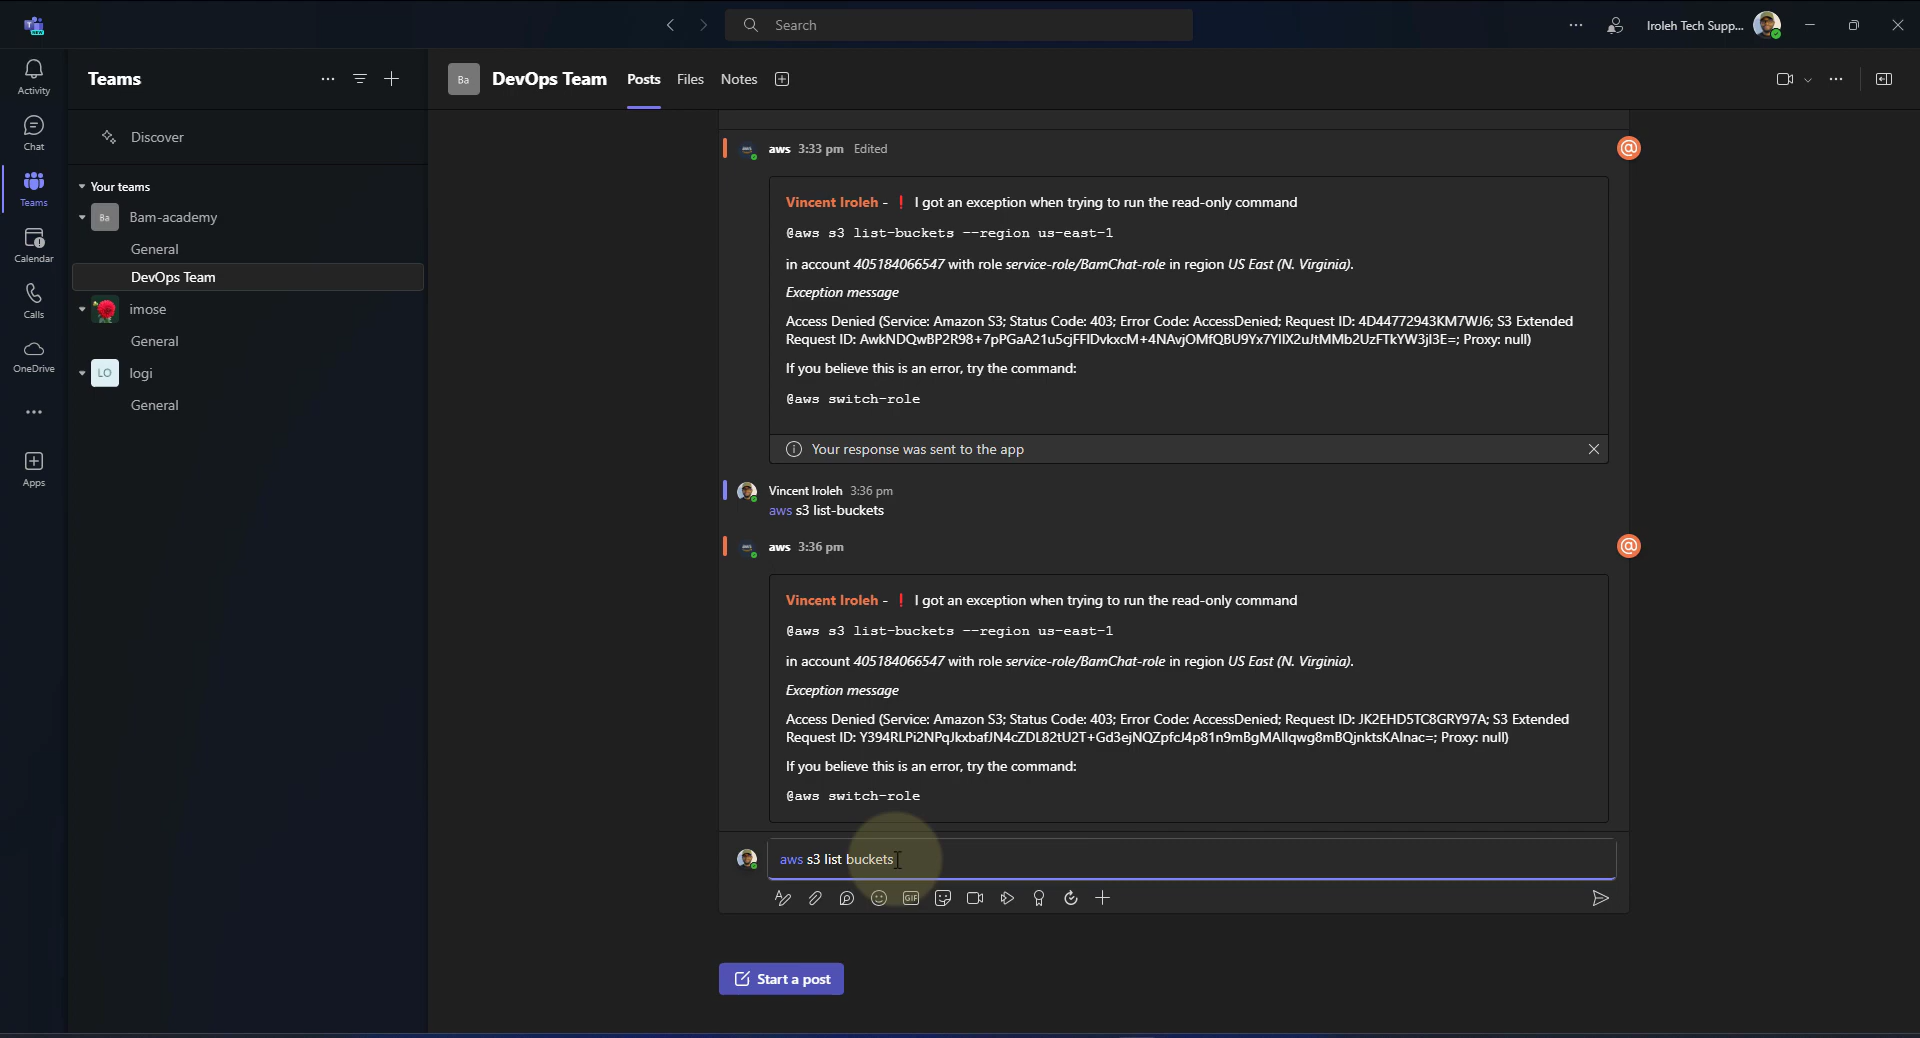 Search
Iroleh Tech Supp...
Activity
Chat
Teams
Calendar
Calls
OneDrive
Apps
Teams
Discover
Your teams
Ba Bam-academy
General
DevOps Team
imose
General
LO logi
General
Ba DevOps Team Posts Files Notes
aws 3:33 pm Edited
Vincent Iroleh - ❗ I got an exception when trying to run the read-only command
@aws s3 list-buckets --region us-east-1
in account 405184066547 with role service-role/BamChat-role in region US East (N. Virginia).
Exception message
Access Denied (Service: Amazon S3; Status Code: 403; Error Code: AccessDenied; Request ID: 4D44772943KM7WJ6; S3 Extended
Request ID: AwkNDQwBP2R98+7pPGaA21u5cjFFIDvkxcM+4NAvjOMfQBU9Yx7YIIX2uJtMMb2UzFTkYW3jI3E=; Proxy: null)
If you believe this is an error, try the command:
@aws switch-role
Your response was sent to the app
Vincent Iroleh 3:36 pm
aws s3 list-buckets
aws 3:36 pm
Vincent Iroleh - ❗ I got an exception when trying to run the read-only command
@aws s3 list-buckets --region us-east-1
in account 405184066547 with role service-role/BamChat-role in region US East (N. Virginia).
Exception message
Access Denied (Service: Amazon S3; Status Code: 403; Error Code: AccessDenied; Request ID: JK2EHD5TC8GRY97A; S3 Extended
Request ID: Y394RLPi2NPqJkxbafJN4cZDL82tU2T+Gd3ejNQZpfcJ4p81n9mBgMAIlqwg8mBQjnktsKAInac=; Proxy: null)
If you believe this is an error, try the command:
@aws switch-role
aws s3 list buckets
GIF
Start a post